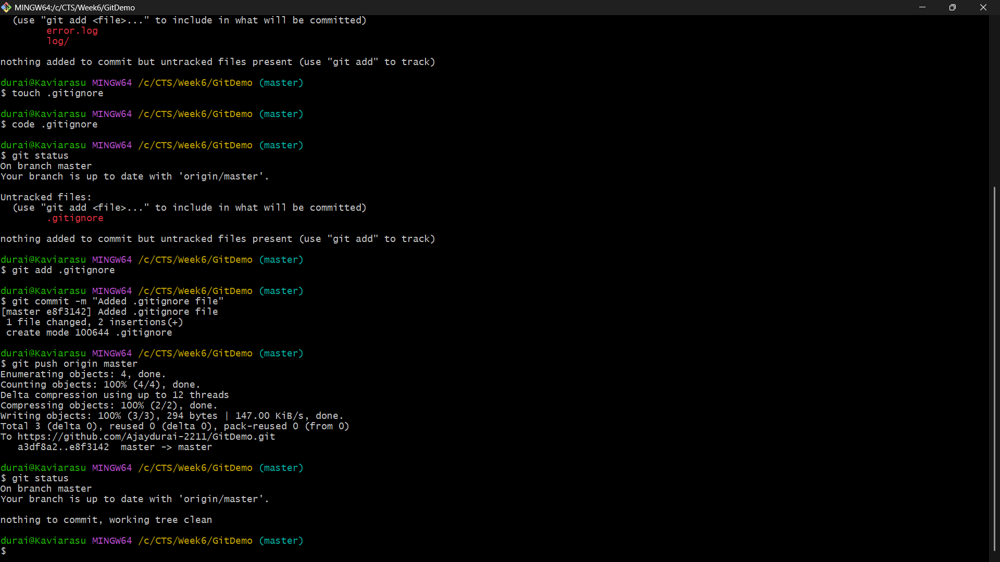 MINGW64:/c/CTS/Week6/GitDemo
  (use "git add <file>..." to include in what will be committed)
        error.log
        log/

nothing added to commit but untracked files present (use "git add" to track)

durai@Kaviarasu MINGW64 /c/CTS/Week6/GitDemo (master)
$ touch .gitignore

durai@Kaviarasu MINGW64 /c/CTS/Week6/GitDemo (master)
$ code .gitignore

durai@Kaviarasu MINGW64 /c/CTS/Week6/GitDemo (master)
$ git status
On branch master
Your branch is up to date with 'origin/master'.

Untracked files:
  (use "git add <file>..." to include in what will be committed)
        .gitignore

nothing added to commit but untracked files present (use "git add" to track)

durai@Kaviarasu MINGW64 /c/CTS/Week6/GitDemo (master)
$ git add .gitignore

durai@Kaviarasu MINGW64 /c/CTS/Week6/GitDemo (master)
$ git commit -m "Added .gitignore file"
[master e8f3142] Added .gitignore file
 1 file changed, 2 insertions(+)
 create mode 100644 .gitignore

durai@Kaviarasu MINGW64 /c/CTS/Week6/GitDemo (master)
$ git push origin master
Enumerating objects: 4, done.
Counting objects: 100% (4/4), done.
Delta compression using up to 12 threads
Compressing objects: 100% (2/2), done.
Writing objects: 100% (3/3), 294 bytes | 147.00 KiB/s, done.
Total 3 (delta 0), reused 0 (delta 0), pack-reused 0 (from 0)
To https://github.com/Ajaydurai-2211/GitDemo.git
   a3df8a2..e8f3142  master -> master

durai@Kaviarasu MINGW64 /c/CTS/Week6/GitDemo (master)
$ git status
On branch master
Your branch is up to date with 'origin/master'.

nothing to commit, working tree clean

durai@Kaviarasu MINGW64 /c/CTS/Week6/GitDemo (master)
$